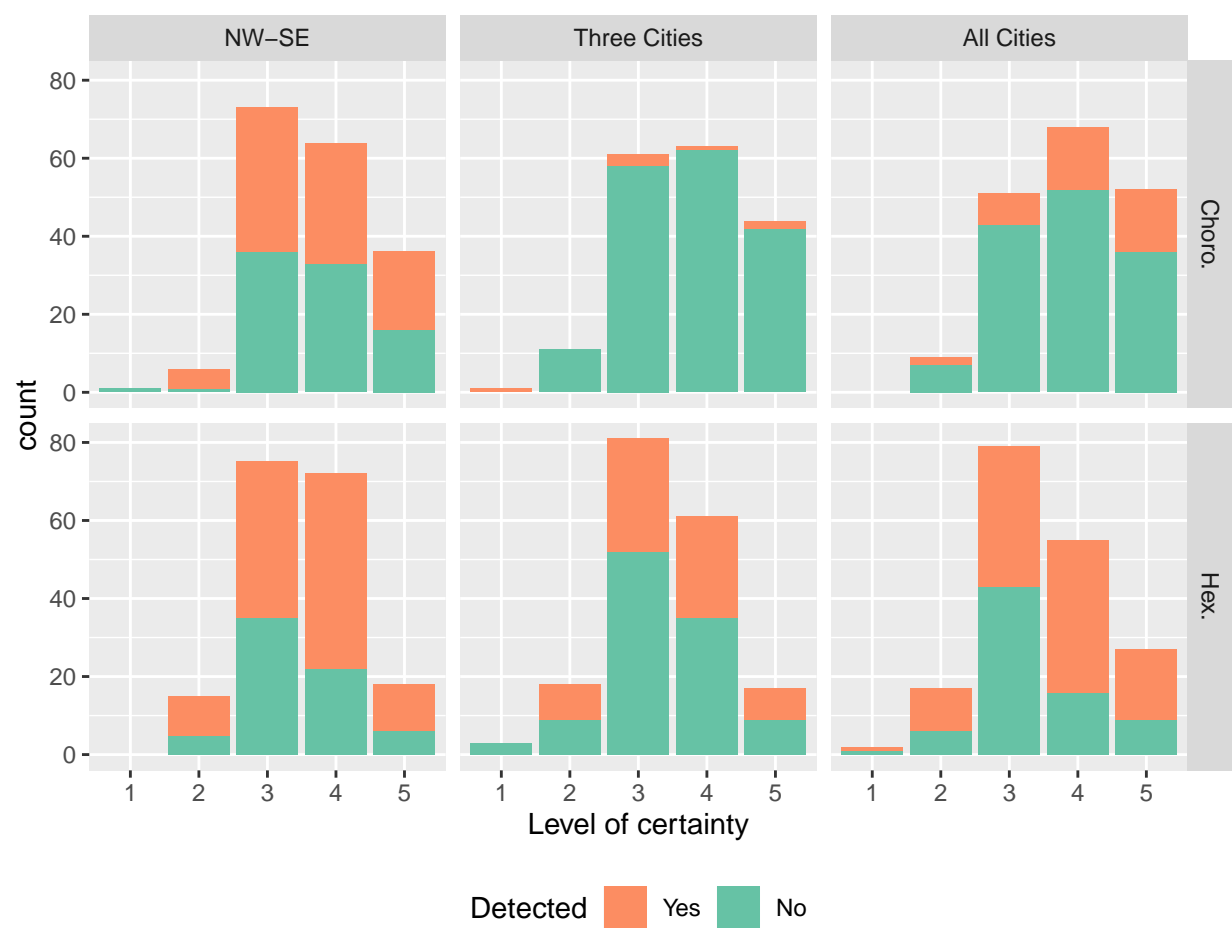 NW−SE Three Cities All Cities
80
60
40
20
0
Choro.
count
80
60
40
20
0
Hex.
1 2 3 4 5 1 2 3 4 5 1 2 3 4 5
Level of certainty
Detected Yes No